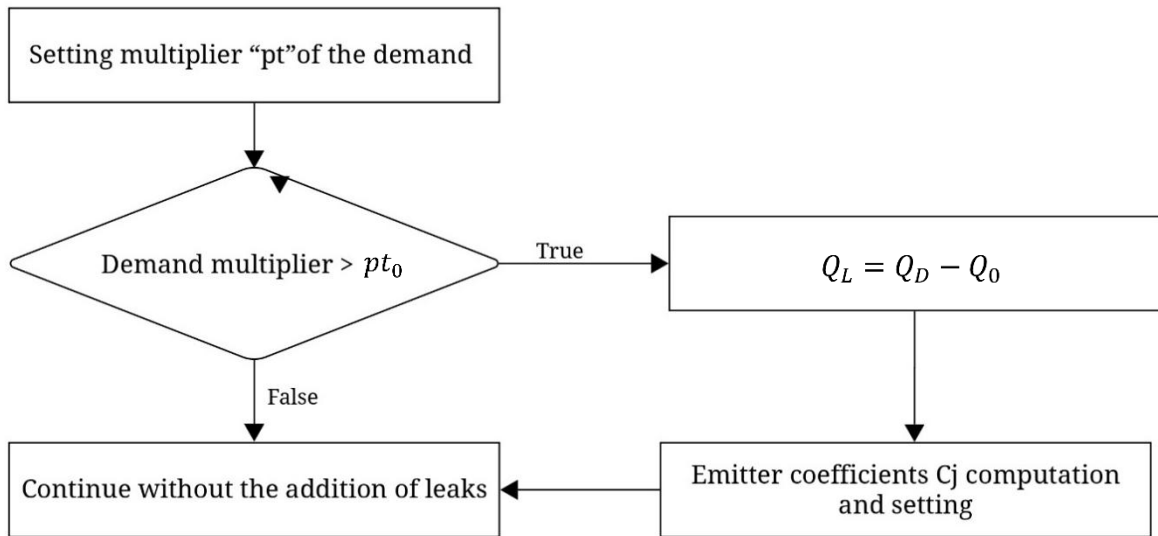 Setting multiplier “pt”of the demand
Demand multiplier > pt₀
True
Q_L = Q_D − Q₀
False
Continue without the addition of leaks
Emitter coefficients Cj computation
and setting